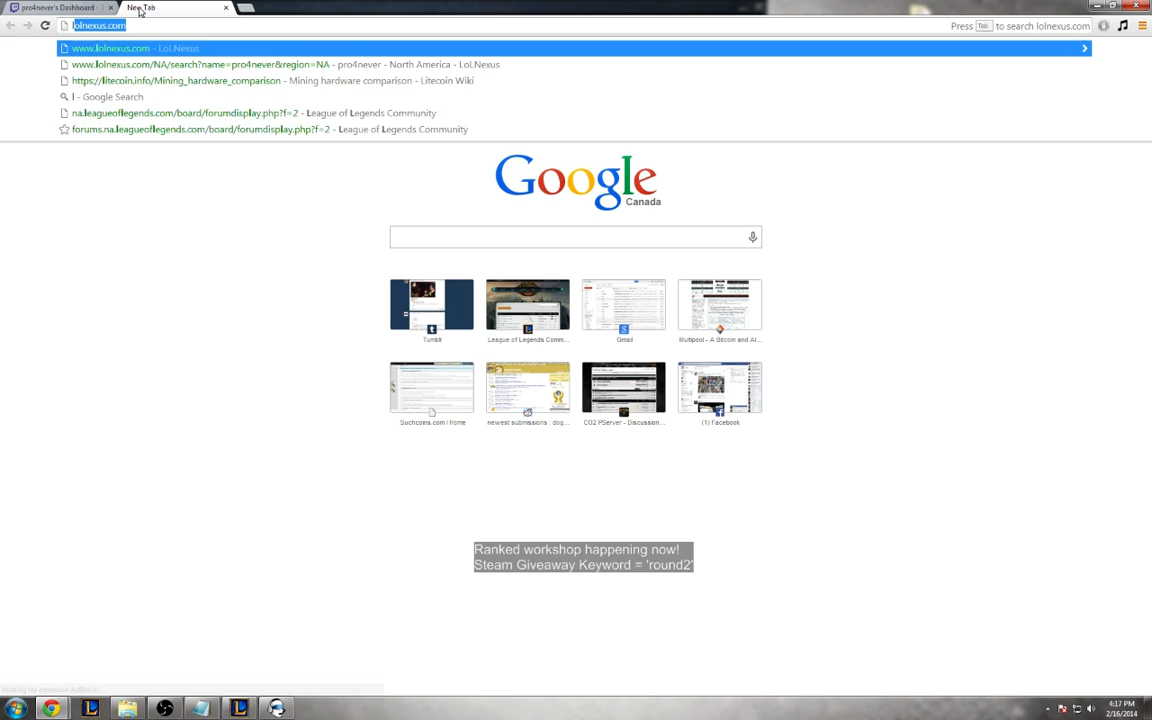 pro4never's Dashboard - T
New Tab
lolnexus.com
Press Tab to search lolnexus.com
www.lolnexus.com - Lol.Nexus
www.lolnexus.com/NA/search?name=pro4never&region=NA - pro4never - North America - LoLNexus
https://litecoin.info/Mining_hardware_comparison - Mining hardware comparison - Litecoin Wiki
l - Google Search
na.leagueoflegends.com/board/forumdisplay.php?f=2 - League of Legends Community
forums.na.leagueoflegends.com/board/forumdisplay.php?f=2 - League of Legends Community
Google
Canada
Tumblr
League of Legends Comm...
Gmail
Multipool - A Bitcoin and Al...
Suchcoins.com | Home
newest submissions : dog...
CO2 PServer - Discussion...
(1) Facebook
Ranked workshop happening now!
Steam Giveaway Keyword = 'round2'
Waiting for extension AdBlock...
4:17 PM
2/16/2014